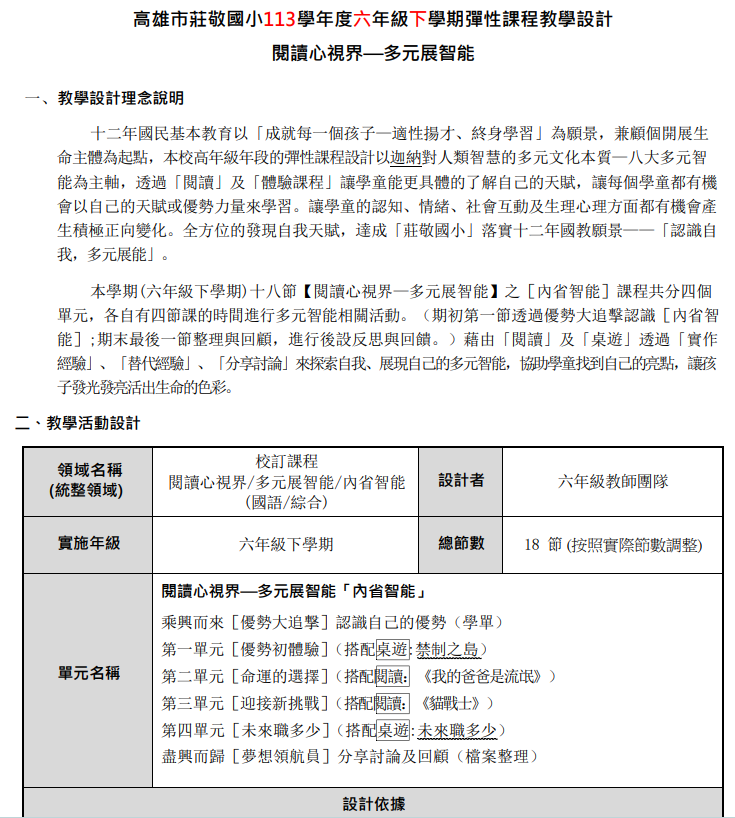 高雄市莊敬國小113學年度六年級下學期彈性課程教學設計
閱讀心視界—多元展智能
一、教學設計理念說明
十二年國民基本教育以「成就每一個孩子—適性揚才、終身學習」為願景，兼顧個開展生
命主體為起點，本校高年級年段的彈性課程設計以迦納對人類智慧的多元文化本質—八大多元智
能為主軸，透過「閱讀」及「體驗課程」讓學童能更具體的了解自己的天賦，讓每個學童都有機
會以自己的天賦或優勢力量來學習。讓學童的認知、情緒、社會互動及生理心理方面都有機會產
生積極正向變化。全方位的發現自我天賦，達成「莊敬國小」落實十二年國教願景——「認識自
我，多元展能」。
本學期(六年級下學期)十八節【閱讀心視界—多元展智能】之［內省智能］課程共分四個
單元，各自有四節課的時間進行多元智能相關活動。（期初第一節透過優勢大追擊認識［內省智
能］;期末最後一節整理與回顧，進行後設反思與回饋。）藉由「閱讀」及「桌遊」透過「實作
經驗」、「替代經驗」、「分享討論」來探索自我、展現自己的多元智能，協助學童找到自己的亮點，讓孩
子發光發亮活出生命的色彩。
二、教學活動設計
領域名稱
(統整領域)
校訂課程
閱讀心視界/多元展智能/內省智能
(國語/綜合)
設計者
六年級教師團隊
實施年級
六年級下學期
總節數
18 節 (按照實際節數調整)
單元名稱
閱讀心視界—多元展智能「內省智能」
乘興而來［優勢大追擊］認識自己的優勢（學單）
第一單元［優勢初體驗］（搭配桌遊:禁制之島）
第二單元［命運的選擇］（搭配閱讀: 《我的爸爸是流氓》）
第三單元［迎接新挑戰］（搭配閱讀: 《貓戰士》）
第四單元［未來職多少］（搭配桌遊:未來職多少）
盡興而歸［夢想領航員］分享討論及回顧（檔案整理）
設計依據